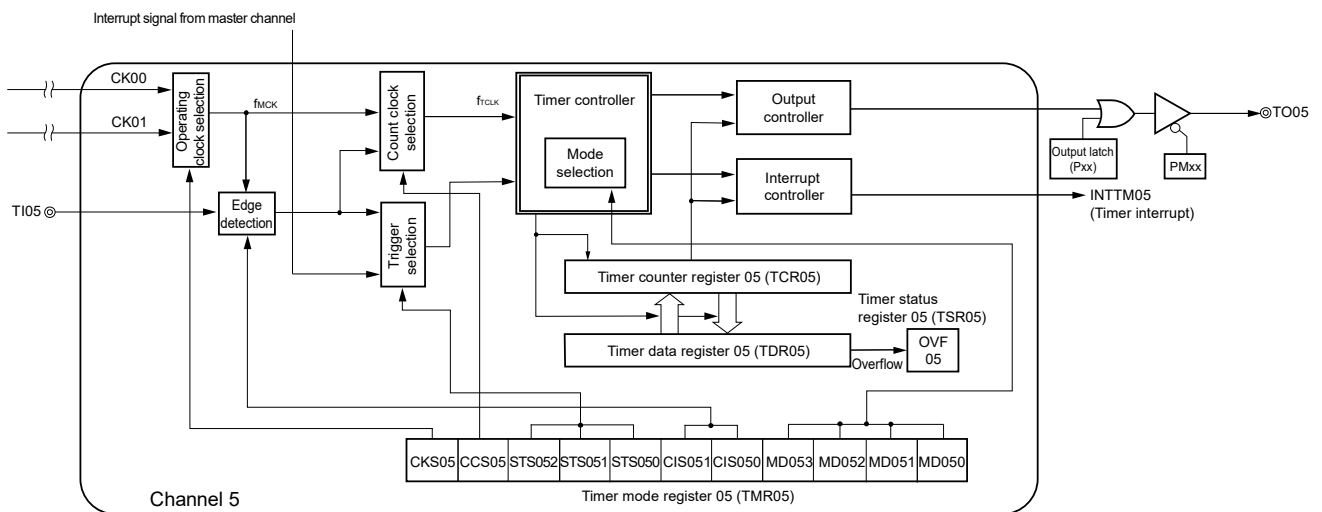 Interrupt signal from master channel
CK00
CK01
Operating
clock selection
fMCK
Count clock
selection
fTCLK
Timer controller
Mode
selection
Output
controller
TO05
Output latch
(Pxx)
PMxx
Interrupt
controller
INTTM05
(Timer interrupt)
TI05
Edge
detection
Trigger
selection
Timer counter register 05 (TCR05)
Timer status
register 05 (TSR05)
Timer data register 05 (TDR05)
Overflow
OVF
05
CKS05 CCS05 STS052 STS051 STS050 CIS051 CIS050 MD053 MD052 MD051 MD050
Timer mode register 05 (TMR05)
Channel 5